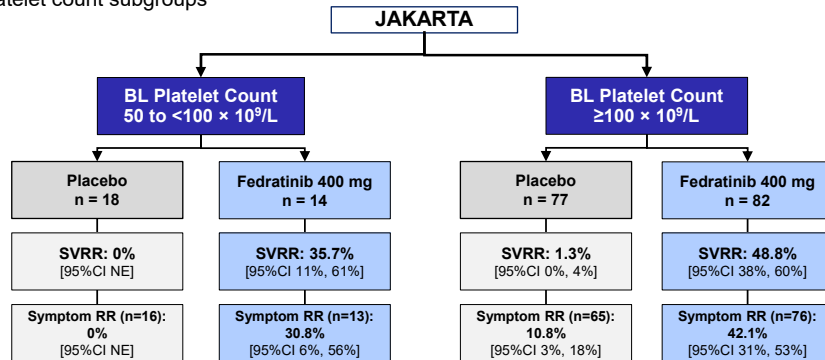 platelet count subgroups
JAKARTA
BL Platelet Count
50 to <100 × 10⁹/L
BL Platelet Count
≥100 × 10⁹/L
Placebo
n = 18
Fedratinib 400 mg
n = 14
Placebo
n = 77
Fedratinib 400 mg
n = 82
SVRR: 0%
[95%CI NE]
SVRR: 35.7%
[95%CI 11%, 61%]
SVRR: 1.3%
[95%CI 0%, 4%]
SVRR: 48.8%
[95%CI 38%, 60%]
Symptom RR (n=16):
0%
[95%CI NE]
Symptom RR (n=13):
30.8%
[95%CI 6%, 56%]
Symptom RR (n=65):
10.8%
[95%CI 3%, 18%]
Symptom RR (n=76):
42.1%
[95%CI 31%, 53%]